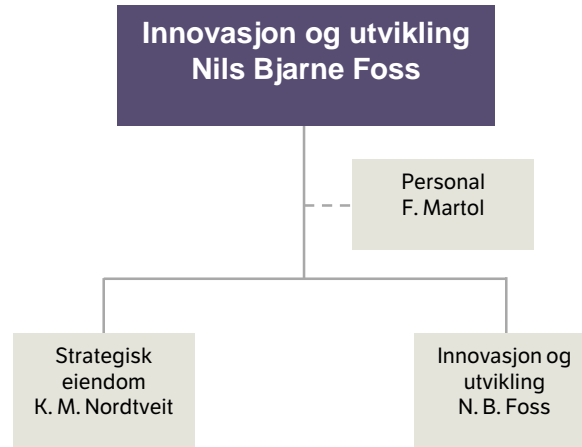 Innovasjon og utvikling
Nils Bjarne Foss
Personal
F. Martol
Strategisk
eiendom
K. M. Nordtveit
Innovasjon og
utvikling
N. B. Foss